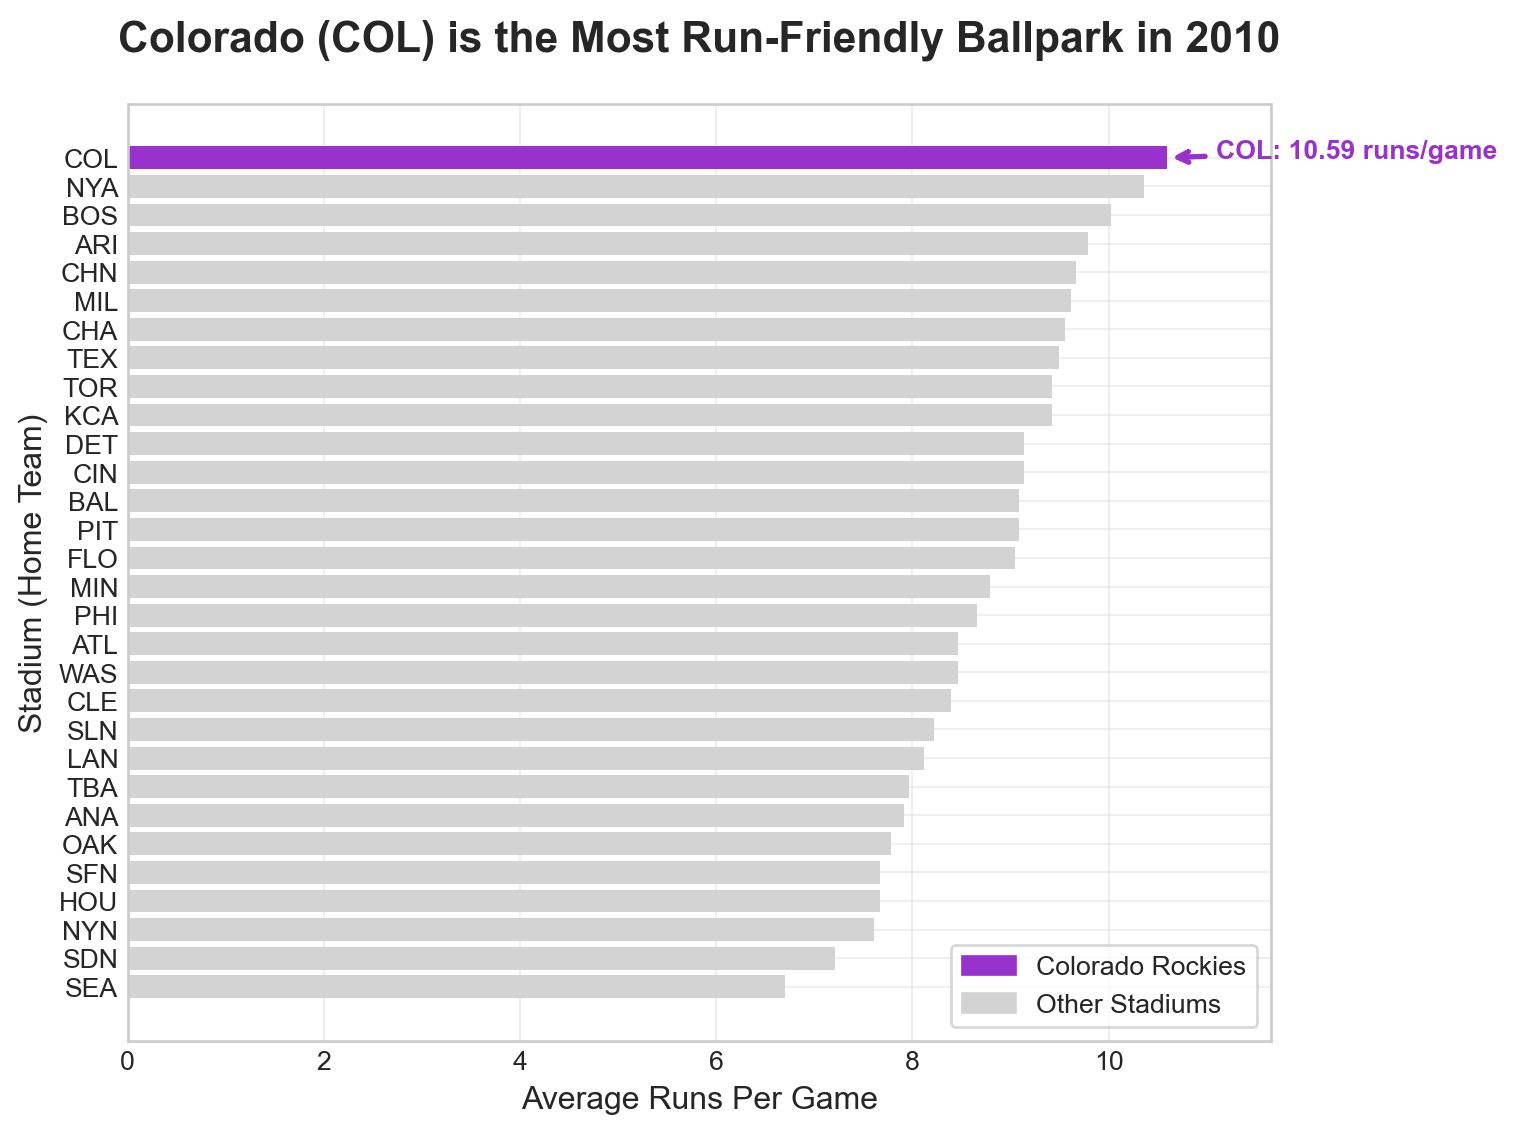 Colorado (COL) is the Most Run-Friendly Ballpark in 2010
COL
COL: 10.59 runs/game
NYA
BOS
ARI
CHN
MIL
CHA
TEX
TOR
KCA
DET
CIN
BAL
PIT
FLO
MIN
PHI
ATL
WAS
CLE
SLN
LAN
TBA
ANA
OAK
SFN
HOU
NYN
SDN
SEA
Stadium (Home Team)
Colorado Rockies
Other Stadiums
0 2 4 6 8 10
Average Runs Per Game